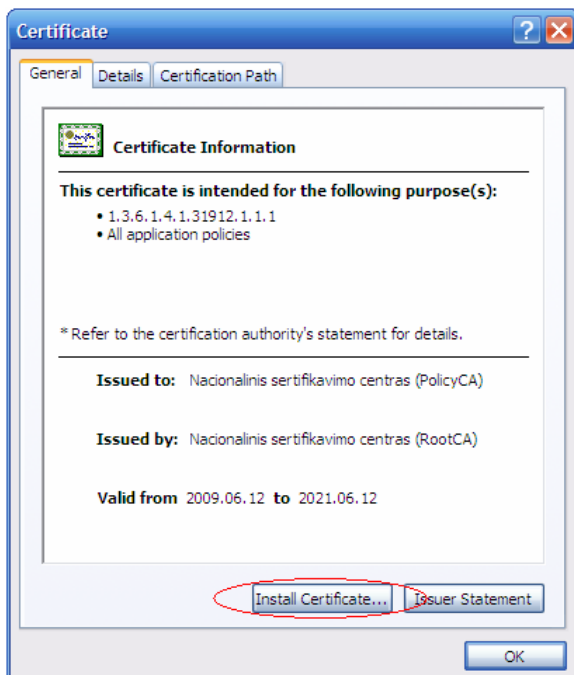 Certificate
General Details Certification Path
Certificate Information
This certificate is intended for the following purpose(s):
• 1.3.6.1.4.1.31912.1.1.1
• All application policies
* Refer to the certification authority's statement for details.
Issued to: Nacionalinis sertifikavimo centras (PolicyCA)
Issued by: Nacionalinis sertifikavimo centras (RootCA)
Valid from 2009.06.12 to 2021.06.12
Install Certificate... Issuer Statement
OK